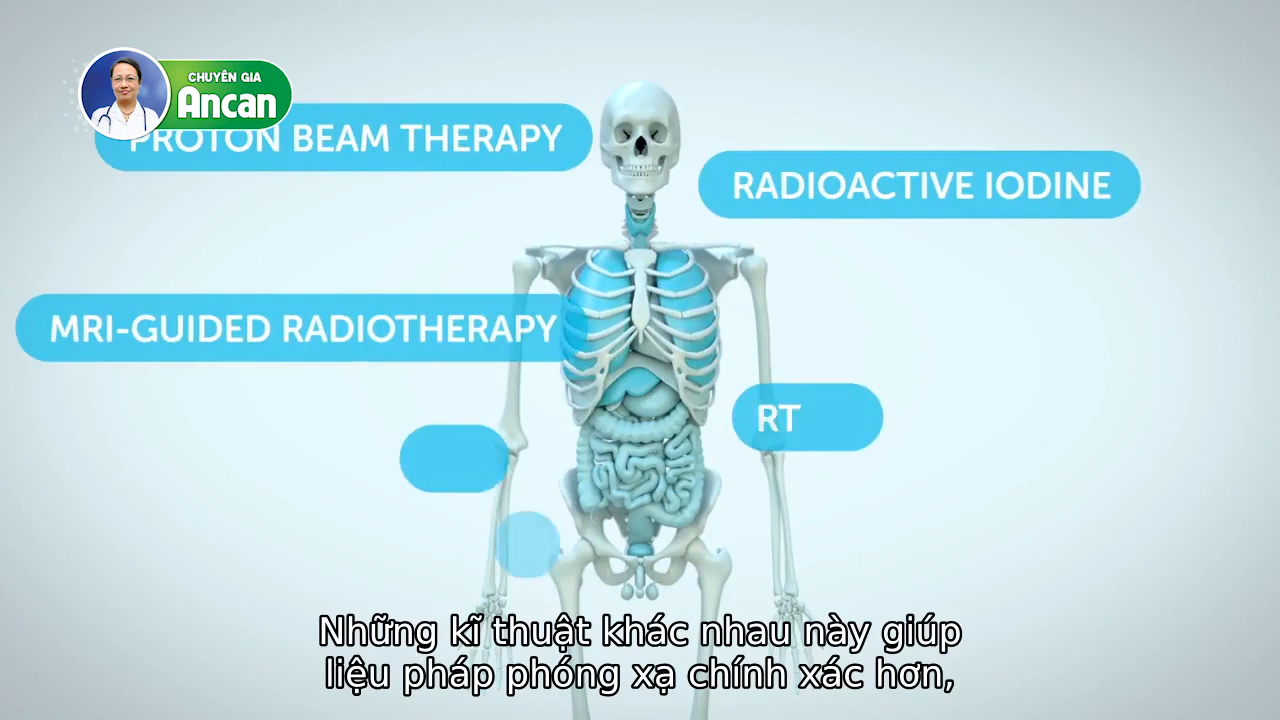 CHUYÊN GIA
Ancan
PROTON BEAM THERAPY
RADIOACTIVE IODINE
MRI-GUIDED RADIOTHERAPY
RT
Những kĩ thuật khác nhau này giúp
liệu pháp phóng xạ chính xác hơn,